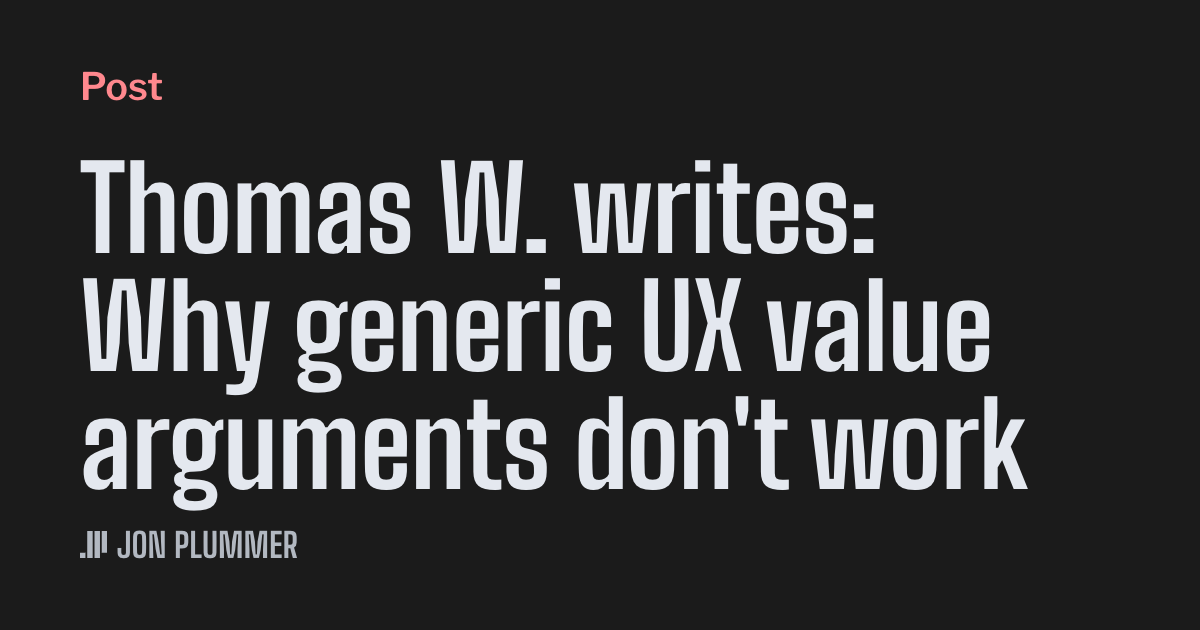 Post
Thomas W. writes:
Why generic UX value
arguments don't work
JON PLUMMER